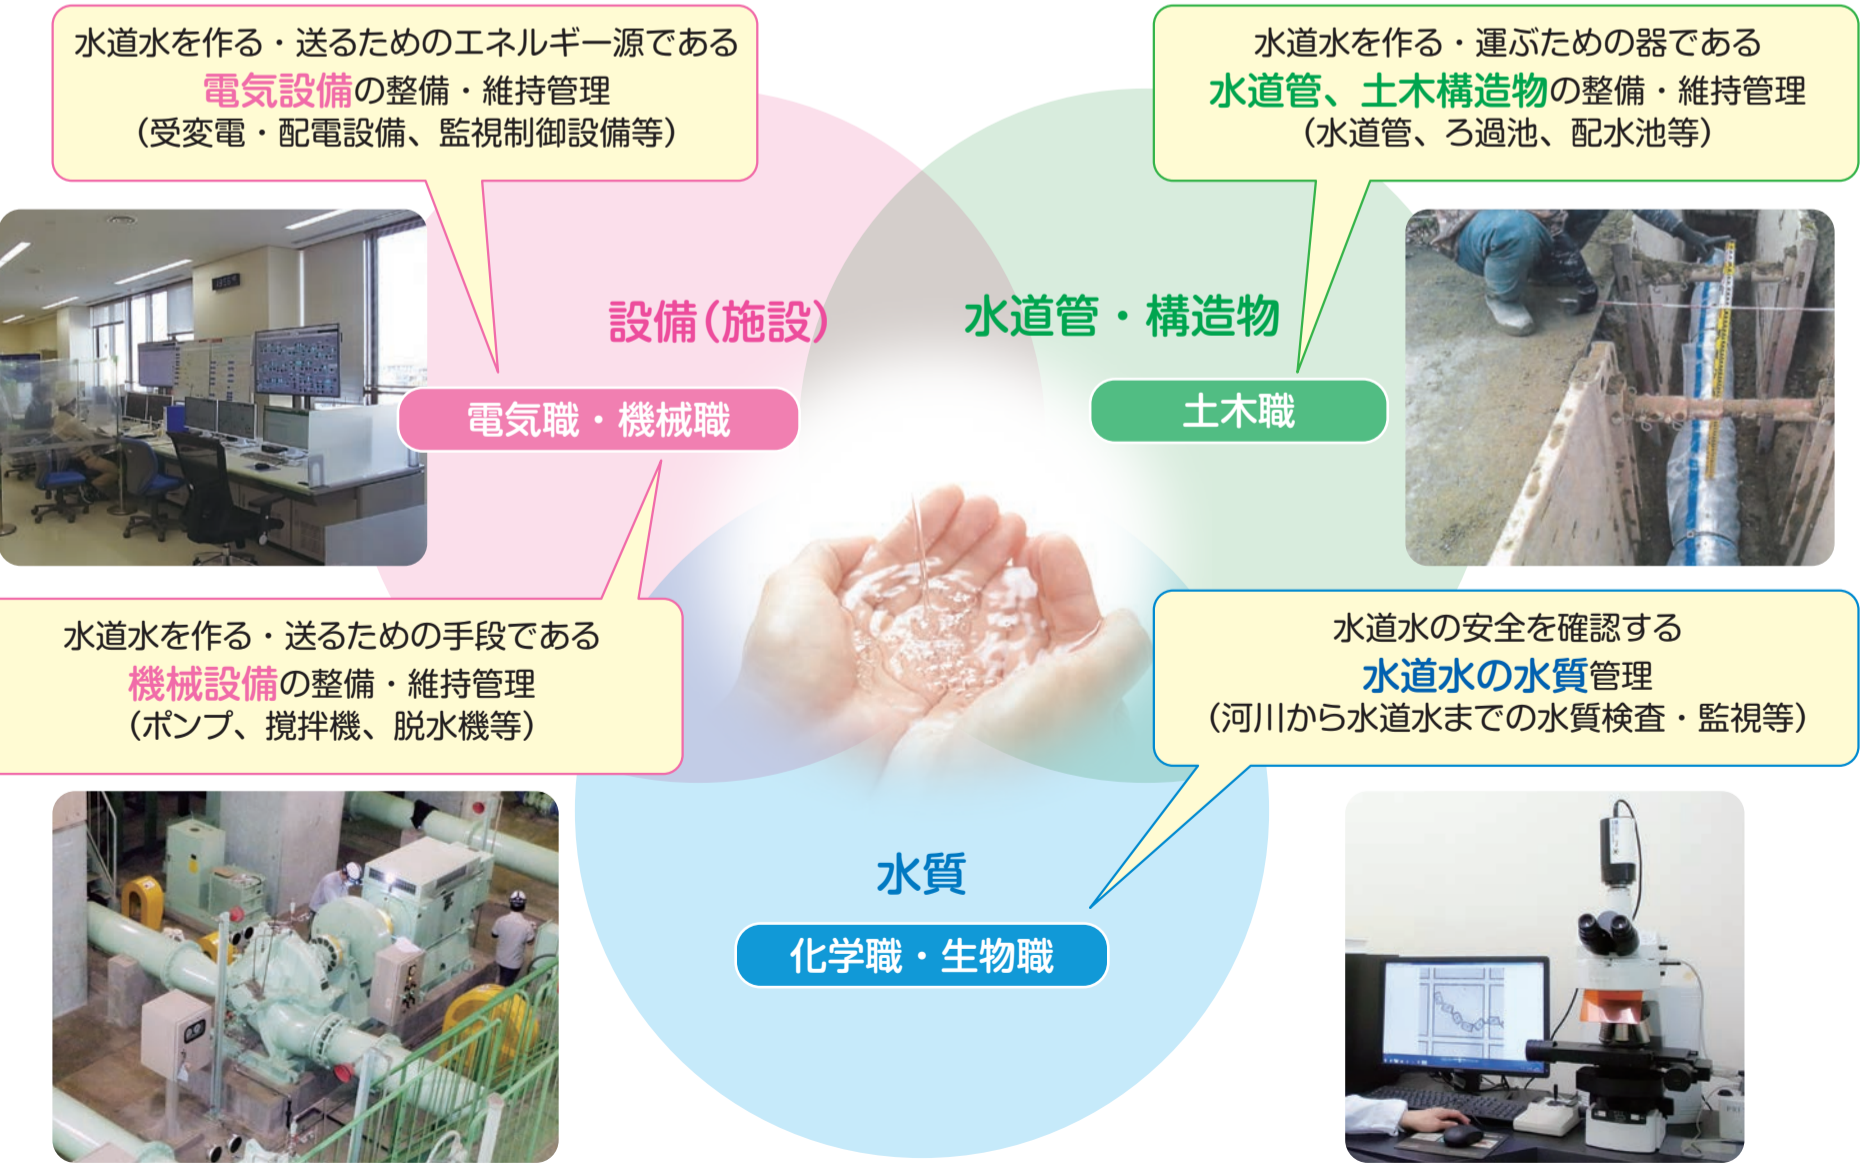 水道水を作る・送るためのエネルギー源である
電気設備の整備・維持管理
（受変電・配電設備、監視制御設備等）
水道水を作る・運ぶための器である
水道管、土木構造物の整備・維持管理
（水道管、ろ過池、配水池等）
設備（施設）
水道管・構造物
電気職・機械職
土木職
水道水を作る・送るための手段である
機械設備の整備・維持管理
（ポンプ、撹拌機、脱水機等）
水道水の安全を確認する
水道水の水質管理
（河川から水道水までの水質検査・監視等）
水質
化学職・生物職